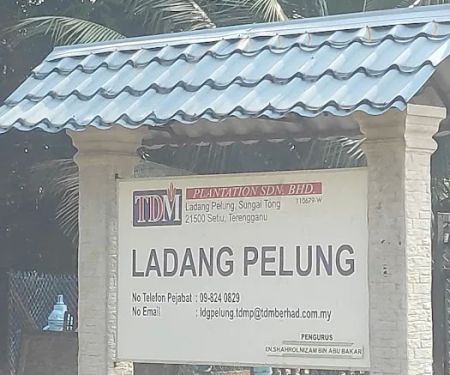 TDM PLANTATION SDN. BHD.
110679-W
Ladang Pelung, Sungai Tong
21500 Setiu, Terengganu
LADANG PELUNG
No Telefon Pejabat : 09-824 0829
No Email : ldgpelung.tdmp@tdmberhad.com.my
PENGURUS
EN.SHAHROLNIZAM BIN ABU BAKAR